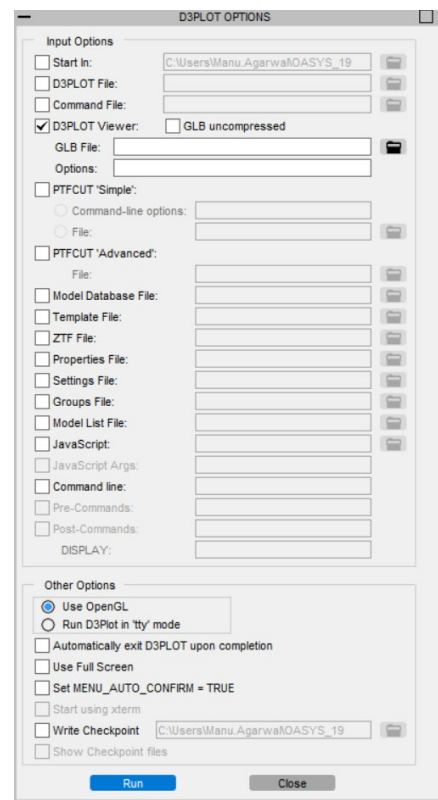 D3PLOT OPTIONS
Input Options
Start In: C:\Users\Manu.Agarwal\OASYS_19
D3PLOT File:
Command File:
D3PLOT Viewer: GLB uncompressed
GLB File:
Options:
PTFCUT 'Simple':
Command-line options:
File:
PTFCUT 'Advanced':
File:
Model Database File:
Template File:
ZTF File:
Properties File:
Settings File:
Groups File:
Model List File:
JavaScript:
JavaScript Args:
Command line:
Pre-Commands:
Post-Commands:
DISPLAY:
Other Options
Use OpenGL
Run D3Plot in 'tty' mode
Automatically exit D3PLOT upon completion
Use Full Screen
Set MENU_AUTO_CONFIRM = TRUE
Start using xterm
Write Checkpoint C:\Users\Manu.Agarwal\OASYS_19
Show Checkpoint files
Run Close